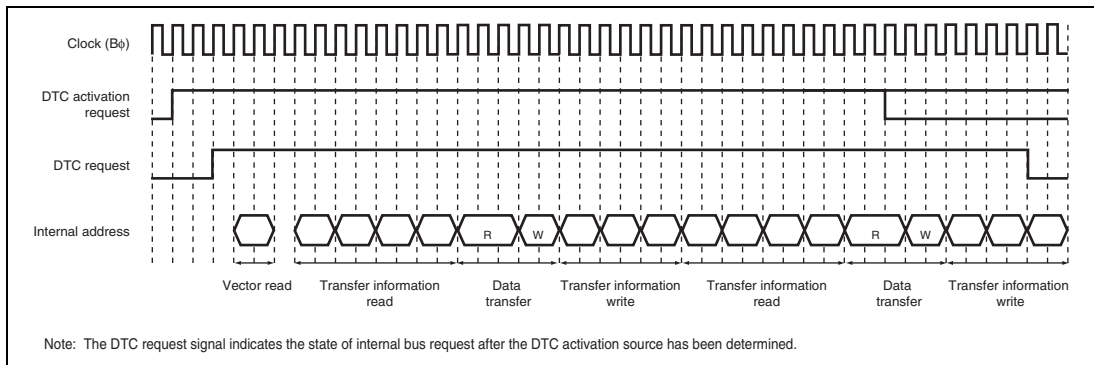 Clock (Bϕ)
DTC activation
request
DTC request
Internal address
R
W
R
W
Vector read
Transfer information
read
Data
transfer
Transfer information
write
Transfer information
read
Data
transfer
Transfer information
write
Note: The DTC request signal indicates the state of internal bus request after the DTC activation source has been determined.